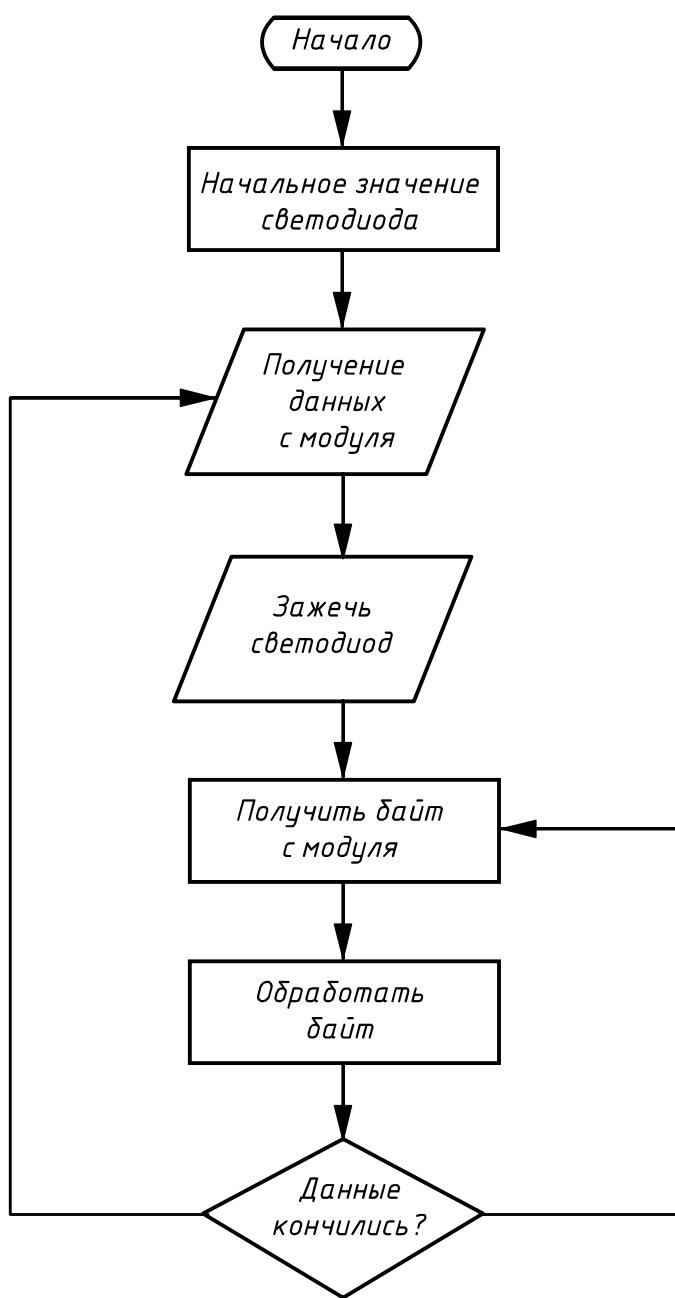 Начало
Начальное значение
светодиода
Получение
данных
с модуля
Зажечь
светодиод
Получить байт
с модуля
Обработать
байт
Данные
кончились?